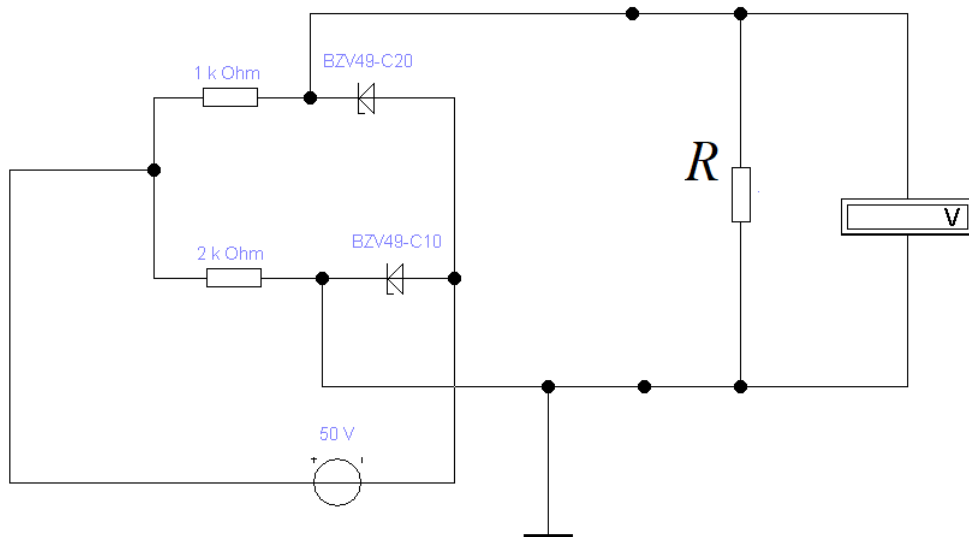 BZV49-C20
1 k Ohm
R
V
BZV49-C10
2 k Ohm
50 V
+ -